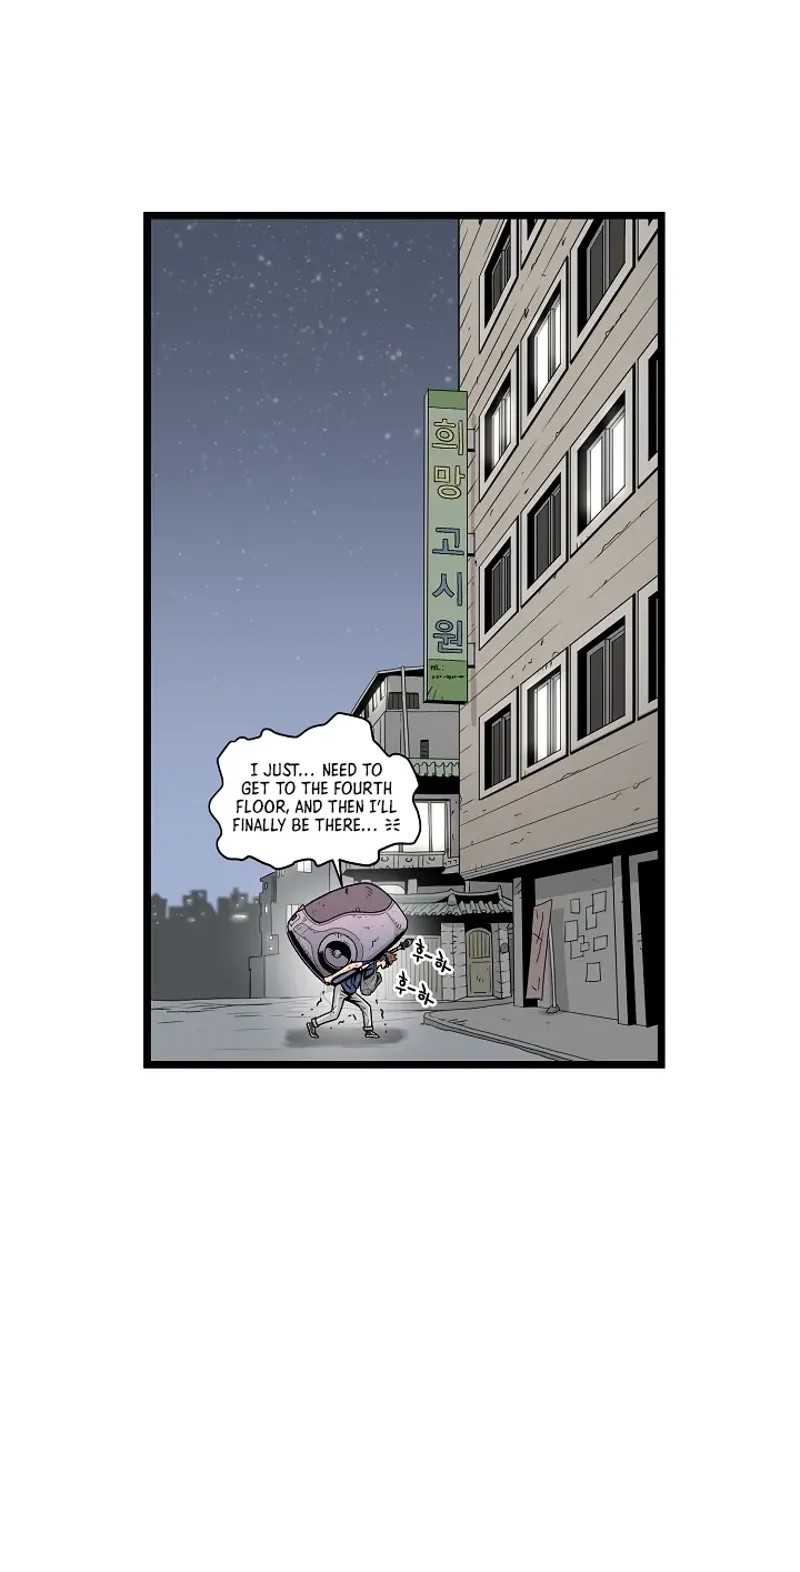 희
망
고
시
원
TEL:
I JUST... NEED TO
GET TO THE FOURTH
FLOOR, AND THEN I'LL
FINALLY BE THERE...
후-하
후-하